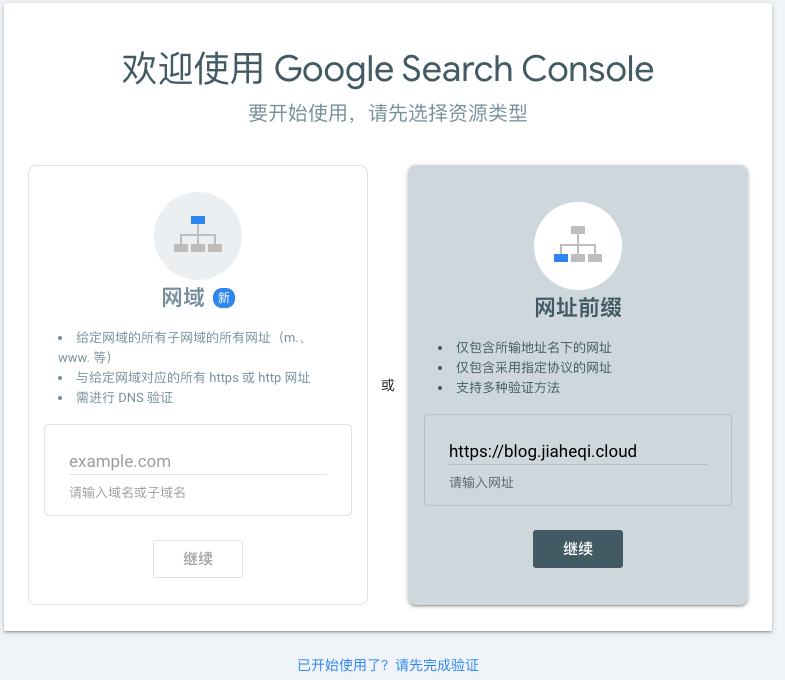 欢迎使用 Google Search Console
要开始使用，请先选择资源类型
网域 新
• 给定网域的所有子网域的所有网址（m.、
www. 等）
• 与给定网域对应的所有 https 或 http 网址
• 需进行 DNS 验证
example.com
请输入域名或子域名
继续
或
网址前缀
• 仅包含所输地址名下的网址
• 仅包含采用指定协议的网址
• 支持多种验证方法
https://blog.jiaheqi.cloud
请输入网址
继续
已开始使用了？请先完成验证